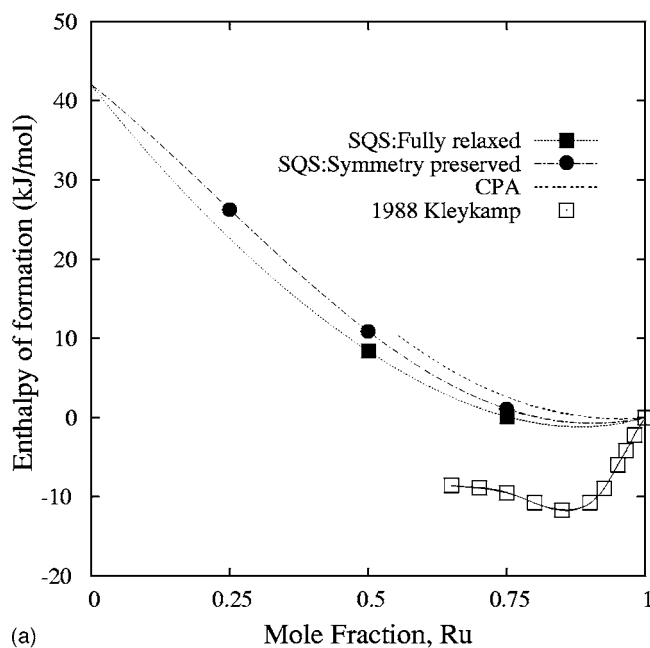 50
40
SQS:Fully relaxed
30
SQS:Symmetry preserved
CPA
1988 Kleykamp
20
10
0
-10
-20
Enthalpy of formation (kJ/mol)
0
0.25
0.5
0.75
1
(a)
Mole Fraction, Ru